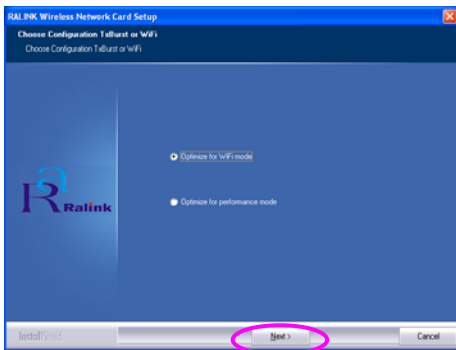 RALINK Wireless Network Card Setup
Choose Configuration TxBurst or WiFi
Choose Configuration TxBurst or WiFi
Optimize for WiFi mode
Ralink
Optimize for performance mode
InstallShield
Next >
Cancel